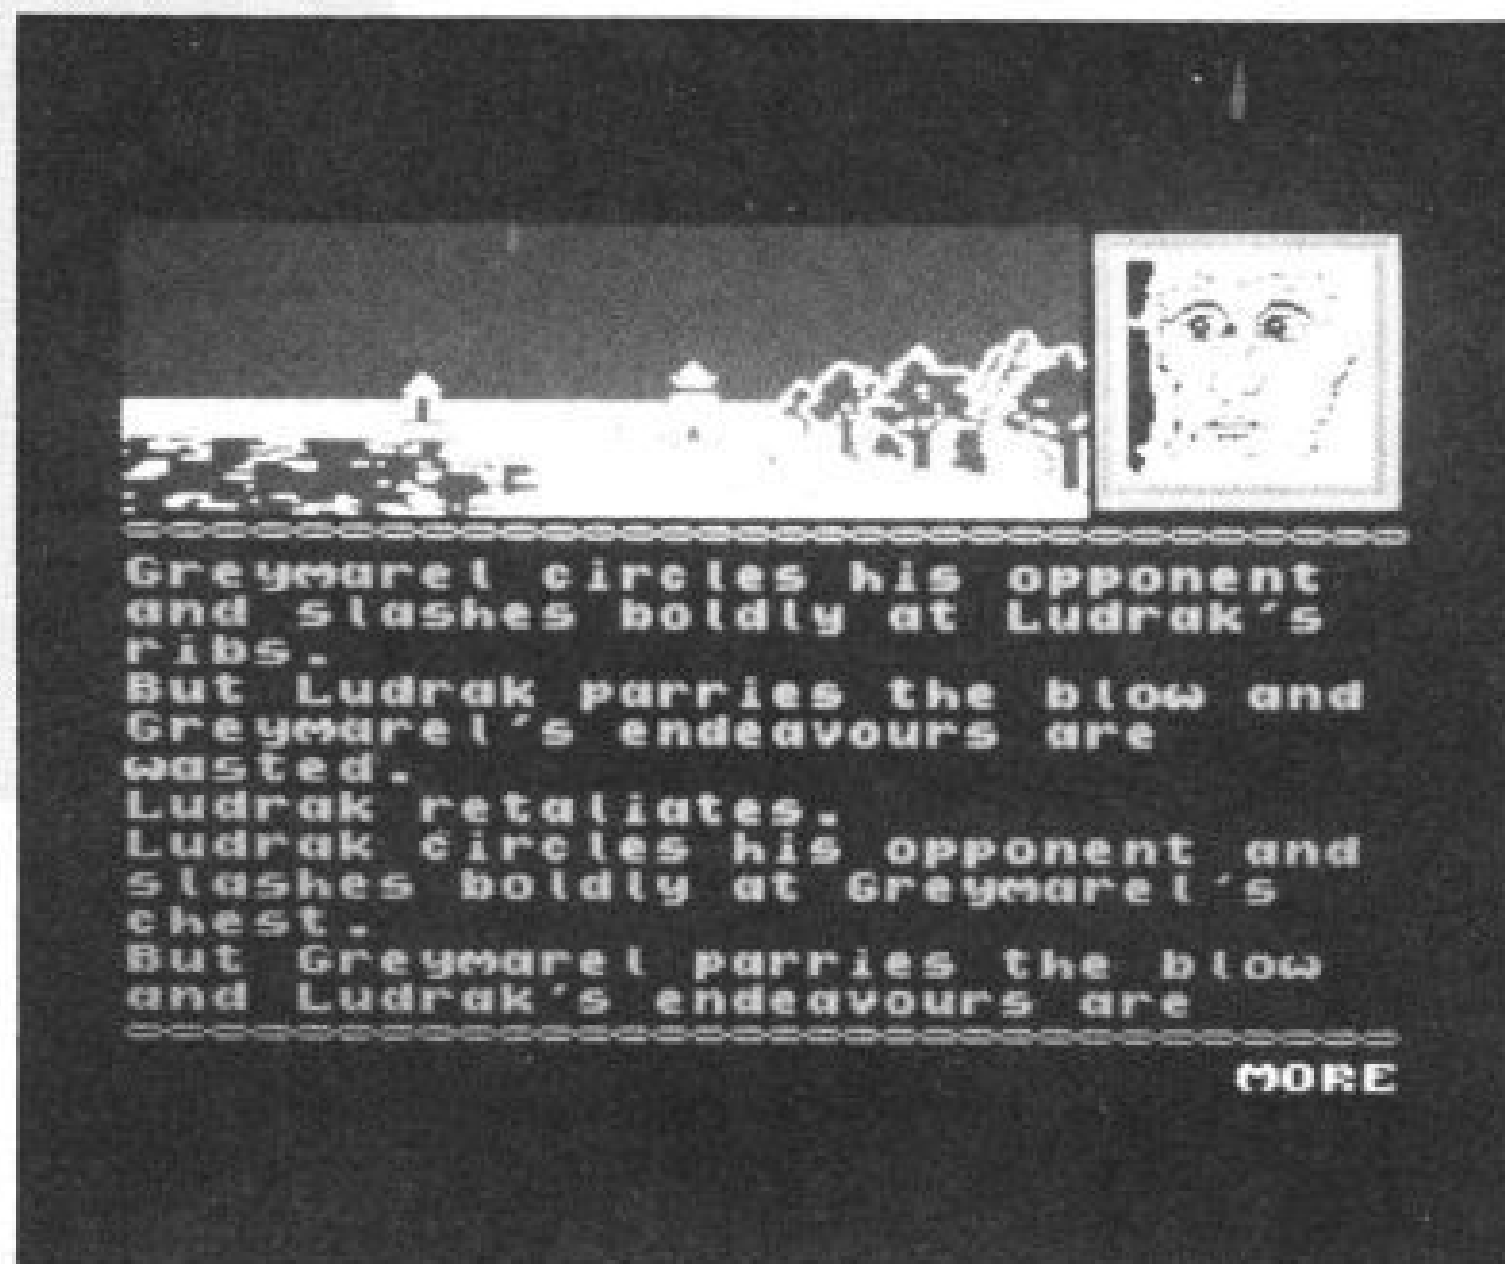 Greymarel circles his opponent
and slashes boldly at Ludrak's
ribs.
But Ludrak parries the blow and
Greymarel's endeavours are
wasted.
Ludrak retaliates.
Ludrak circles his opponent and
slashes boldly at Greymarel's
chest.
But Greymarel parries the blow
and Ludrak's endeavours are
MORE